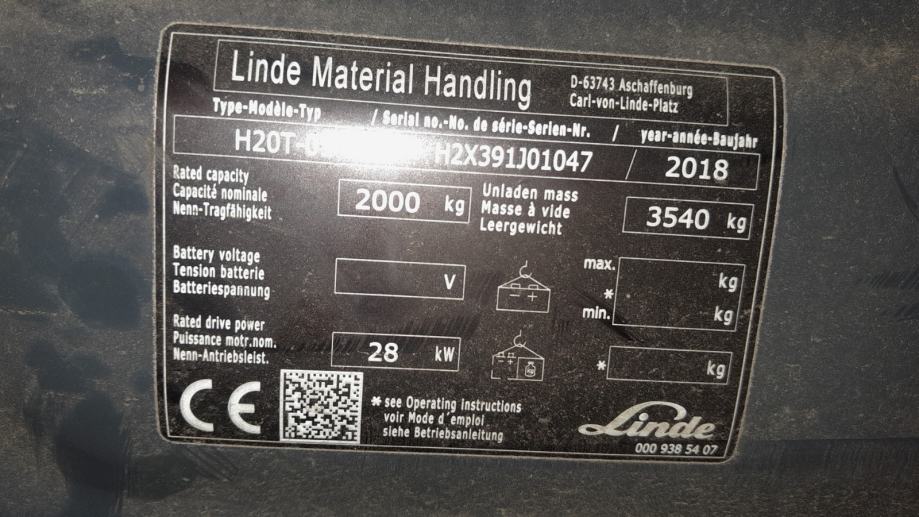 Linde Material Handling
D-63743 Aschaffenburg
Carl-von-Linde-Platz
Type-Modèle-Typ / Serial no.-No. de série-Serien-Nr. / year-année-Baujahr
H2X391J01047 / 2018
Rated capacity
Capacité nominale
Nenn-Tragfähigkeit
2000 kg
Unladen mass
Masse à vide
Leergewicht
3540 kg
Battery voltage
Tension batterie
Batteriespannung
V
- +
max. kg
*
min. kg
Rated drive power
Puissance motr.nom.
Nenn-Antriebsleist.
28 kW
- +
* kg
CE
* see Operating instructions
voir Mode d´emploi
siehe Betriebsanleitung
Linde
000 938 54 07